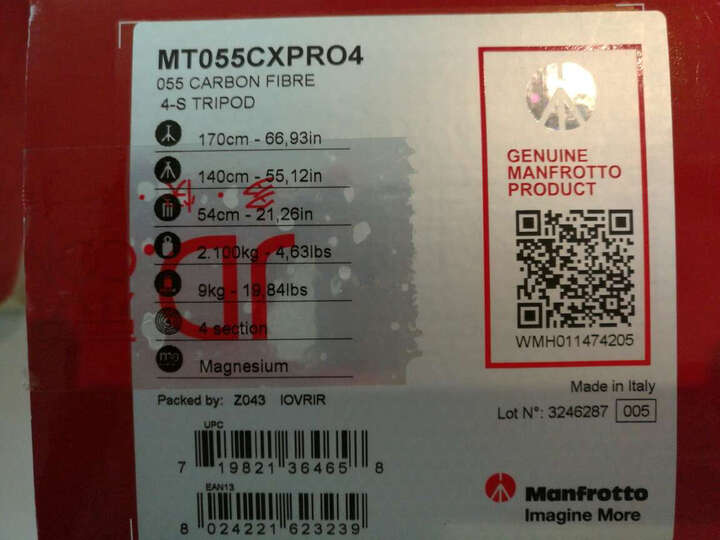 MT055CXPRO4
055 CARBON FIBRE
4-S TRIPOD
170cm - 66,93in
140cm - 55,12in
54cm - 21,26in
2.100kg - 4,63lbs
9kg - 19,84lbs
4 section
mg Magnesium
Packed by: Z043 IOVRIR
UPC
7 19821 36465 8
EAN13
8 024221 623239
GENUINE
MANFROTTO
PRODUCT
WMH011474205
Made in Italy
Lot N°: 3246287 005
Manfrotto
Imagine More